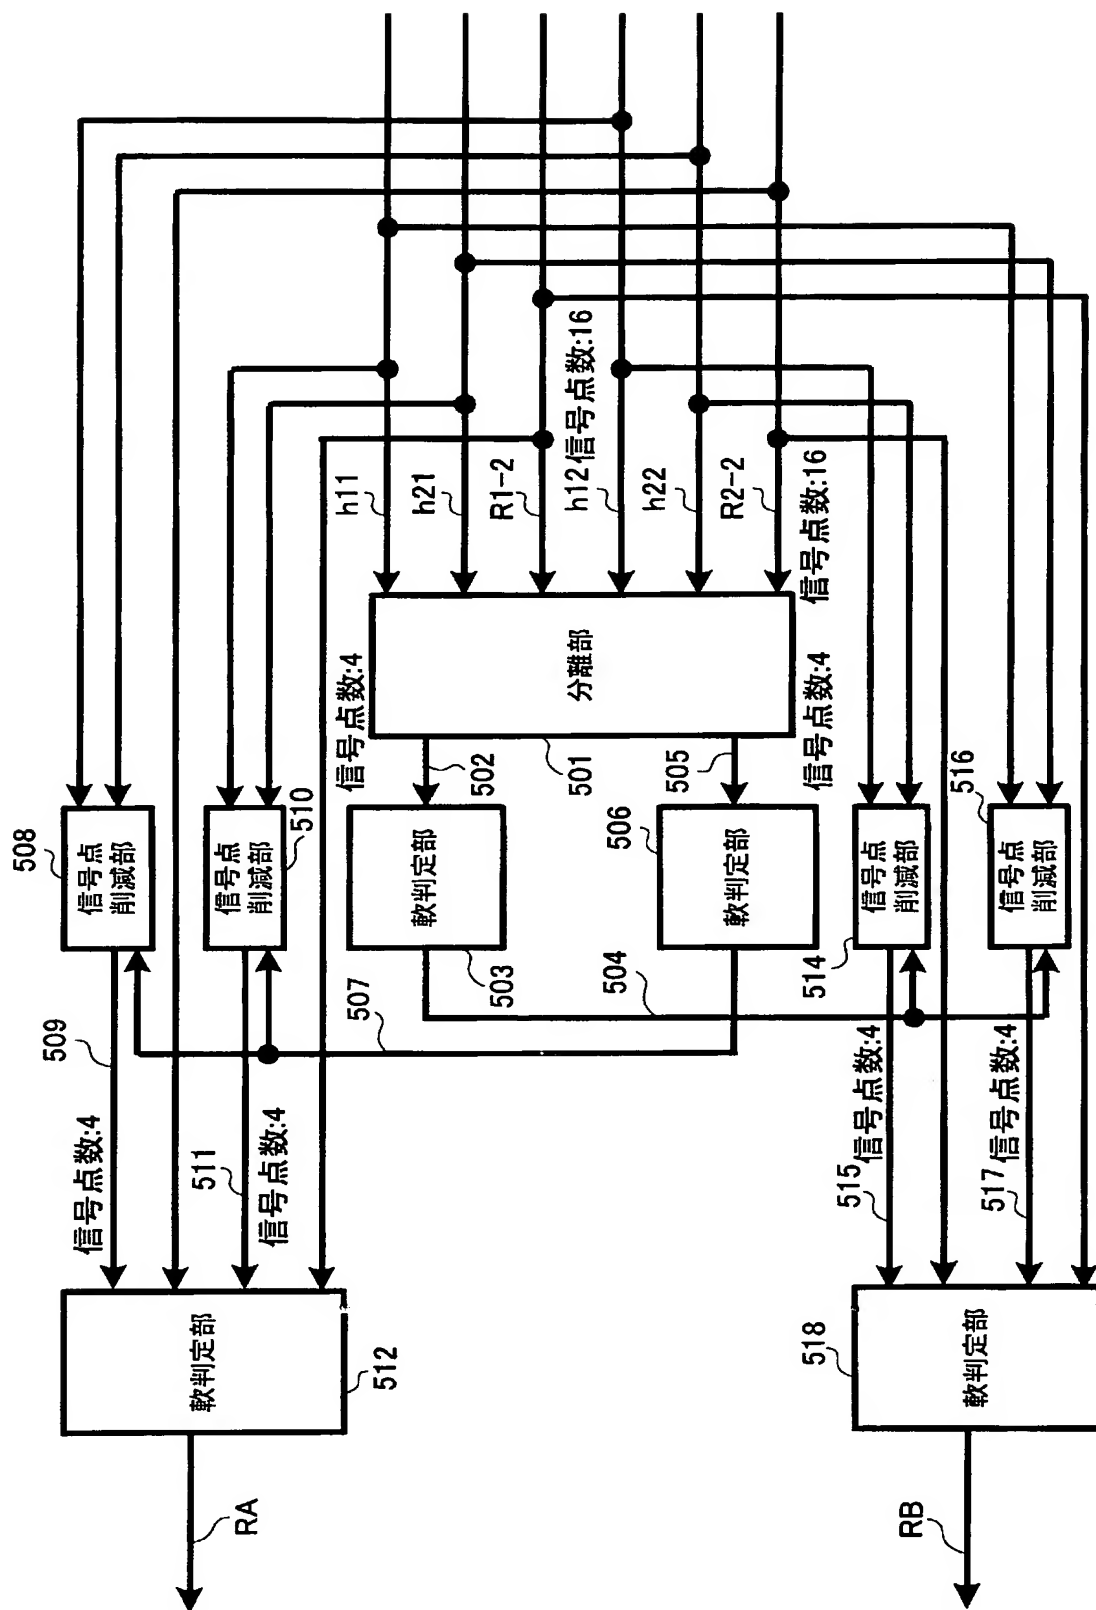 h11
h21
R1-2
信号点数:16
h12
h22
R2-2
信号点数:16
分離部
501
信号点数:4
502
信号点数:4
505
軟判定部
503
軟判定部
506
504
507
508
信号点
削減部
510
信号点
削減部
514
信号点
削減部
516
信号点
削減部
509
信号点数:4
511
信号点数:4
515
信号点数:4
517
信号点数:4
軟判定部
512
軟判定部
518
RA
RB